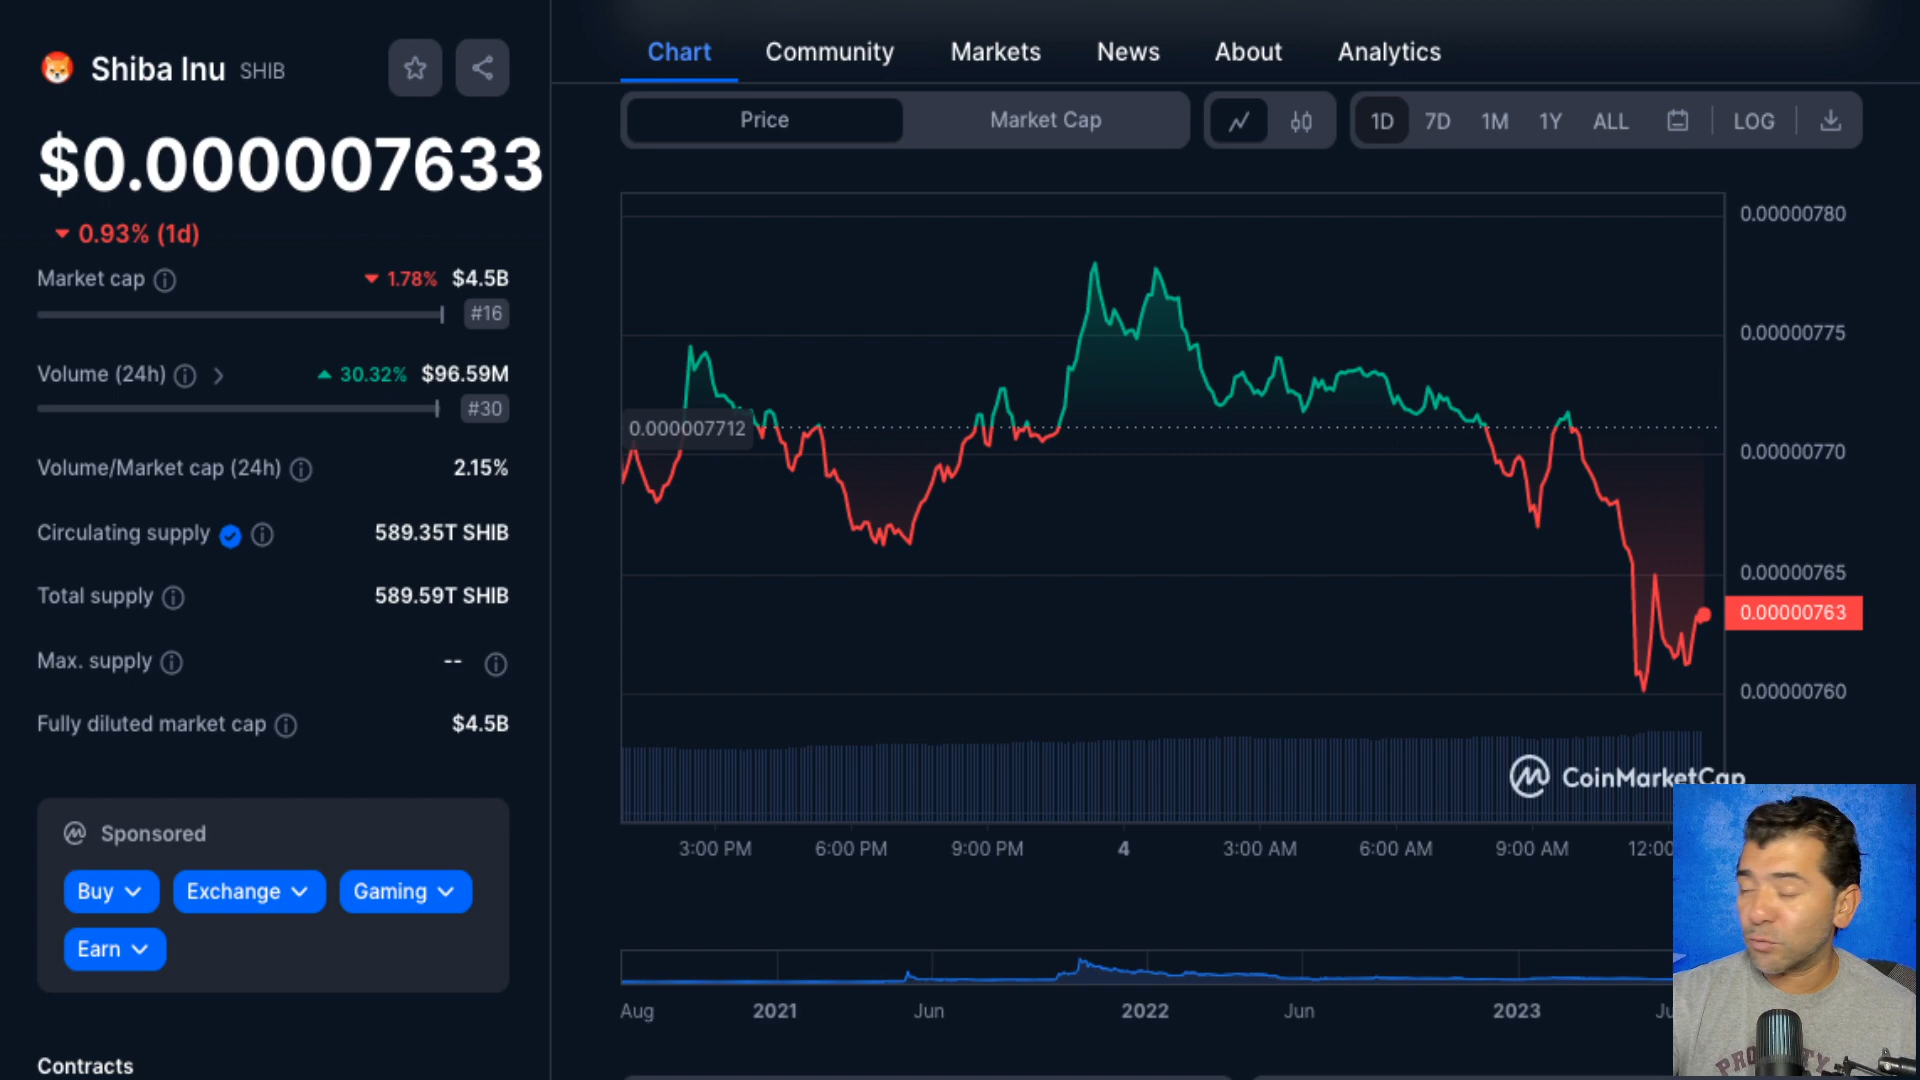 Shiba Inu SHIB
$0.000007633
0.93% (1d)
Market cap 1.78% $4.5B
#16
Volume (24h) 30.32% $96.59M
#30
Volume/Market cap (24h) 2.15%
Circulating supply 589.35T SHIB
Total supply 589.59T SHIB
Max. supply --
Fully diluted market cap $4.5B
Sponsored
Buy Exchange Gaming
Earn
Contracts
Chart Community Markets News About Analytics
Price Market Cap 1D 7D 1M 1Y ALL LOG
0.00000780
0.00000775
0.000007712
0.00000770
0.00000765
0.00000763
0.00000760
CoinMarketCap
3:00 PM 6:00 PM 9:00 PM 4 3:00 AM 6:00 AM 9:00 AM 12:00
Aug 2021 Jun 2022 Jun 2023